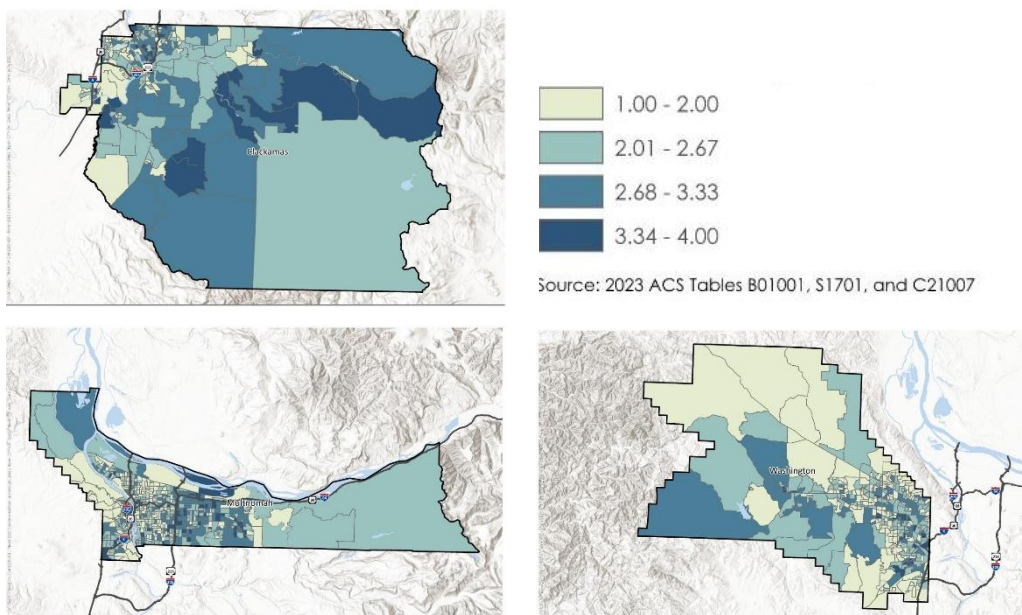 Clackamas
1.00 - 2.00
2.01 - 2.67
2.68 - 3.33
3.34 - 4.00
Source: 2023 ACS Tables B01001, S1701, and C21007
Multnomah
Washington